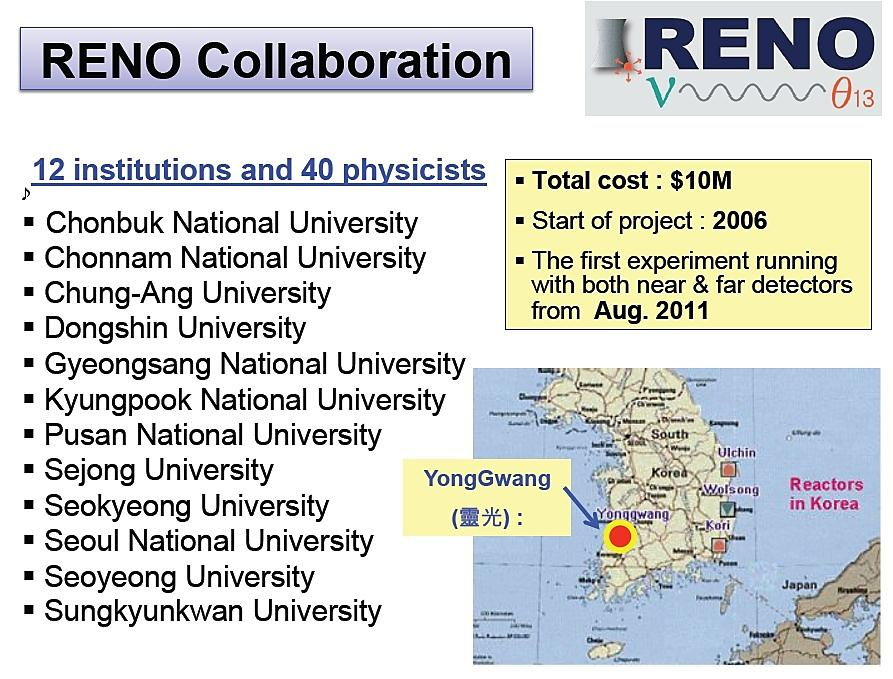 RENO Collaboration
RENO
ν θ13
12 institutions and 40 physicists
♪
▪ Chonbuk National University
▪ Chonnam National University
▪ Chung-Ang University
▪ Dongshin University
▪ Gyeongsang National University
▪ Kyungpook National University
▪ Pusan National University
▪ Sejong University
▪ Seokyeong University
▪ Seoul National University
▪ Seoyeong University
▪ Sungkyunkwan University
▪ Total cost : $10M
▪ Start of project : 2006
▪ The first experiment running
with both near & far detectors
from Aug. 2011
YongGwang
(靈光) :
South
Korea
Ulchin
Wolsong
Yonggwang
Kori
Reactors
in Korea
Japan